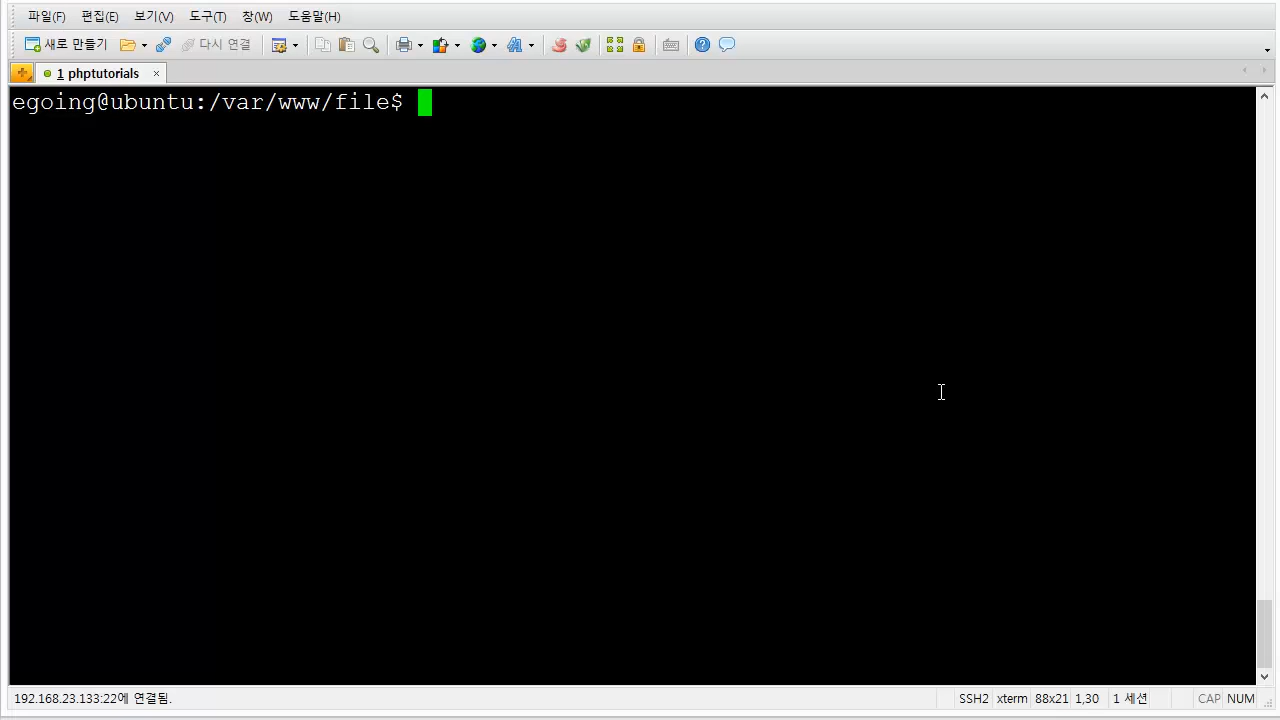 파일(F) 편집(E) 보기(V) 도구(T) 창(W) 도움말(H)
새로 만들기 다시 연결
1 phptutorials ×
egoing@ubuntu:/var/www/file$
192.168.23.133:22에 연결됨. SSH2 xterm 88x21 1,30 1 세션 CAP NUM